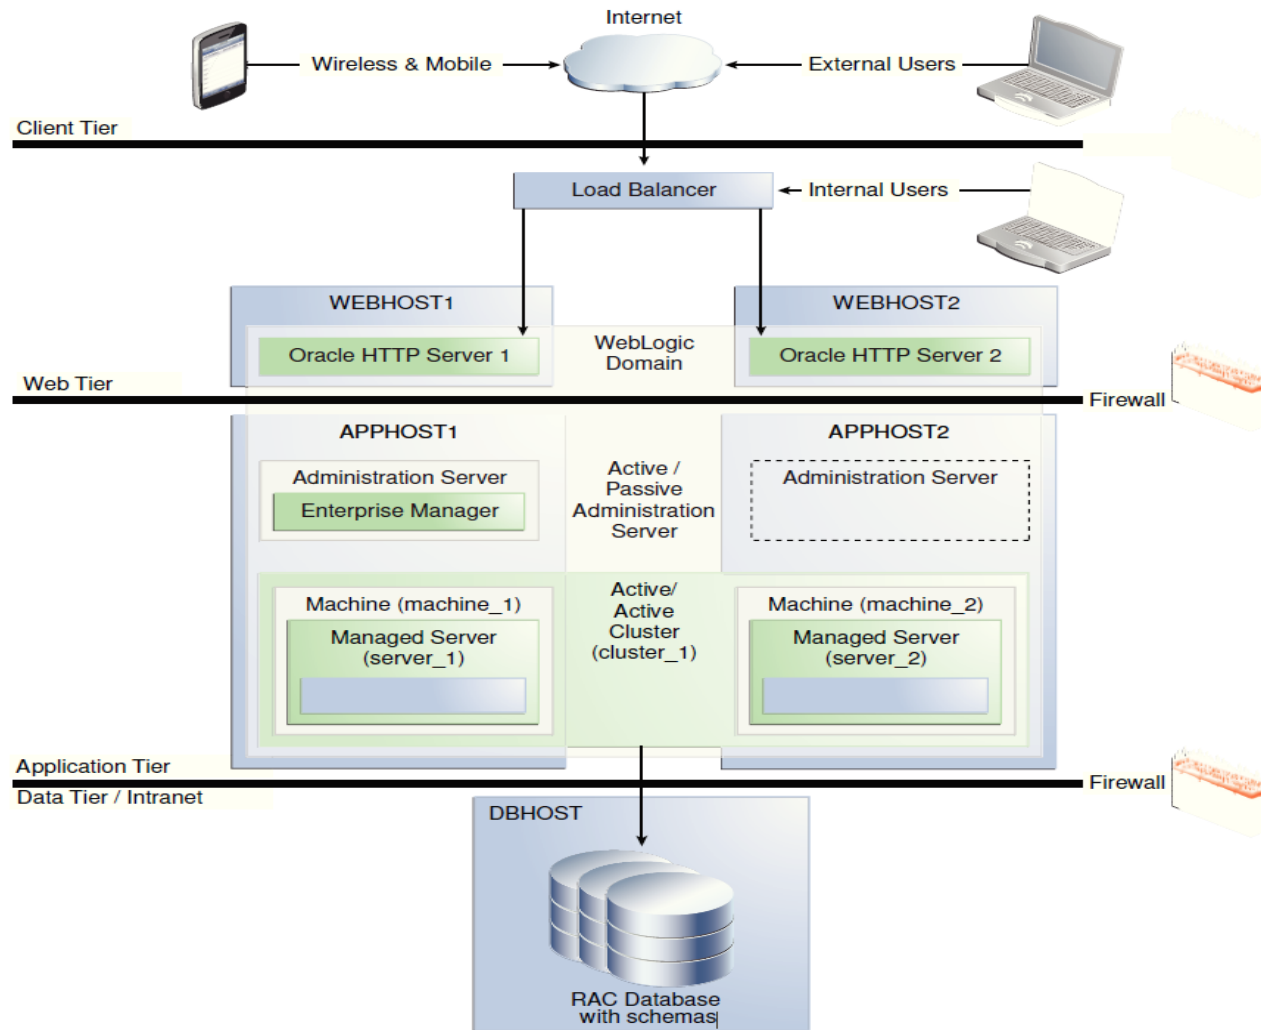 Internet
Wireless & Mobile
External Users
Client Tier
Load Balancer
Internal Users
WEBHOST1
WEBHOST2
Oracle HTTP Server 1
WebLogic
Domain
Oracle HTTP Server 2
Web Tier
Firewall
APPHOST1
APPHOST2
Administration Server
Enterprise Manager
Active /
Passive
Administration
Server
Administration Server
Machine (machine_1)
Managed Server
(server_1)
Active/
Active
Cluster
(cluster_1)
Machine (machine_2)
Managed Server
(server_2)
Application Tier
Firewall
Data Tier / Intranet
DBHOST
RAC Database
with schemas